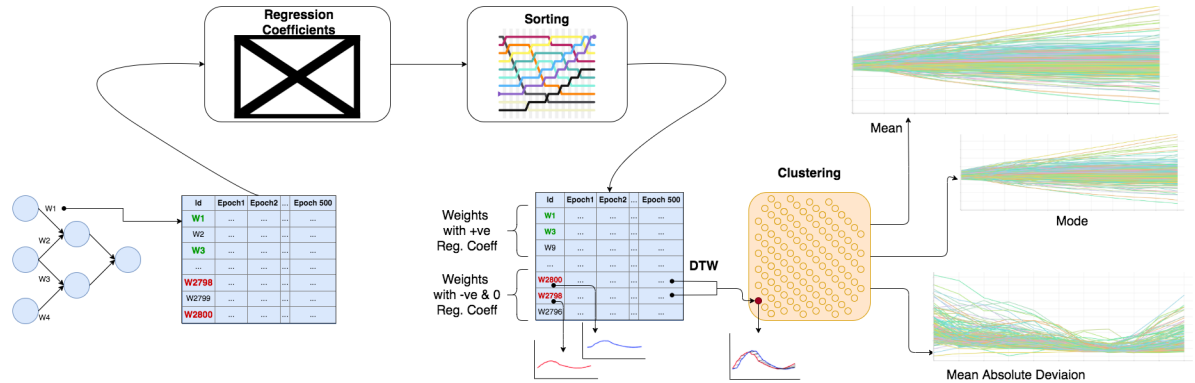 Regression
Coefficients
Sorting
Mean
Mode
Clustering
W1
W2
W3
W4
Id Epoch1 Epoch2 ... Epoch 500
W1 ... ... ... ...
W2 ... ... ... ...
W3 ... ... ... ...
... ... ... ... ...
W2798 ... ... ... ...
W2799 ... ... ... ...
W2800 ... ... ... ...
Weights
with +ve
Reg. Coeff
Weights
with -ve & 0
Reg. Coeff
Id Epoch1 Epoch2 ... Epoch 500
W1 ... ... ... ...
W3 ... ... ... ...
W9 ... ... ... ...
... ... ... ... ...
W2800 ... ... ... ...
W2798 ... ... ... ...
W2796 ... ... ... ...
DTW
Mean Absolute Deviaion